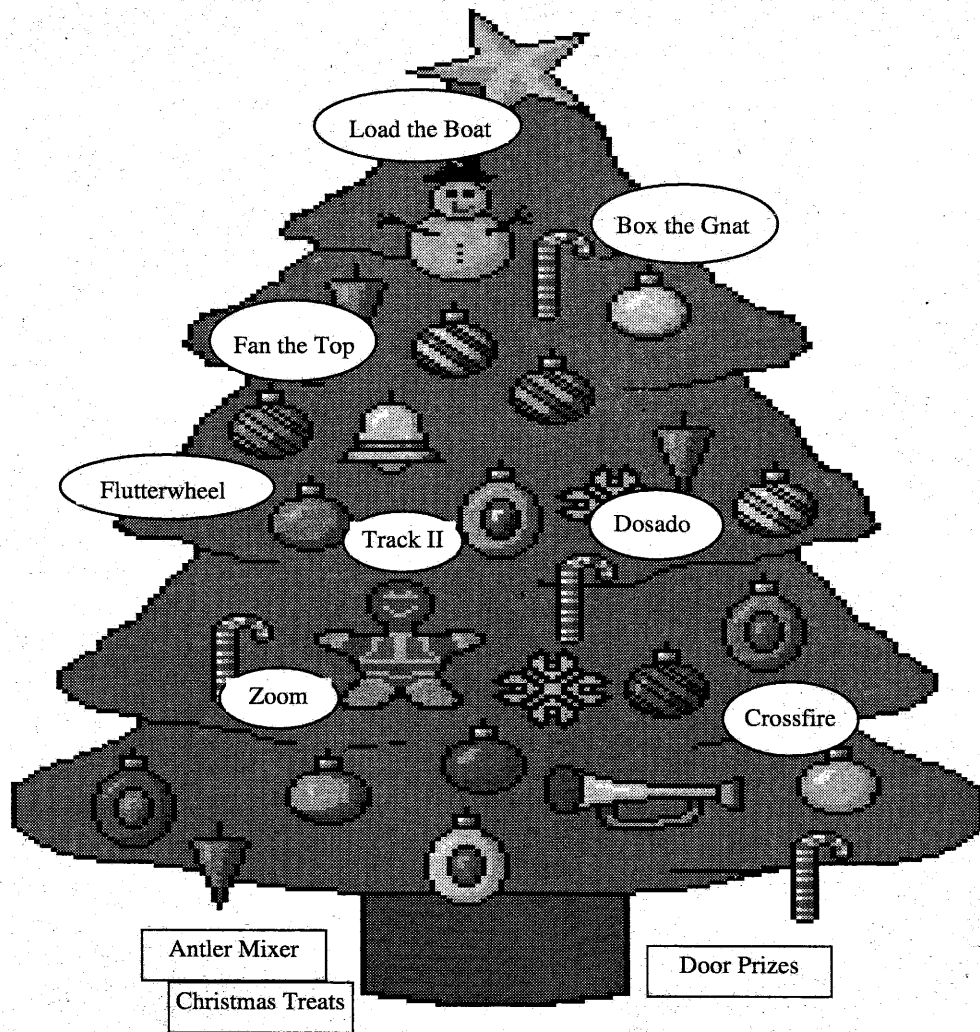 Load the Boat
Box the Gnat
Fan the Top
Flutterwheel
Track II
Dosado
Zoom
Crossfire
Antler Mixer
Door Prizes
Christmas Treats